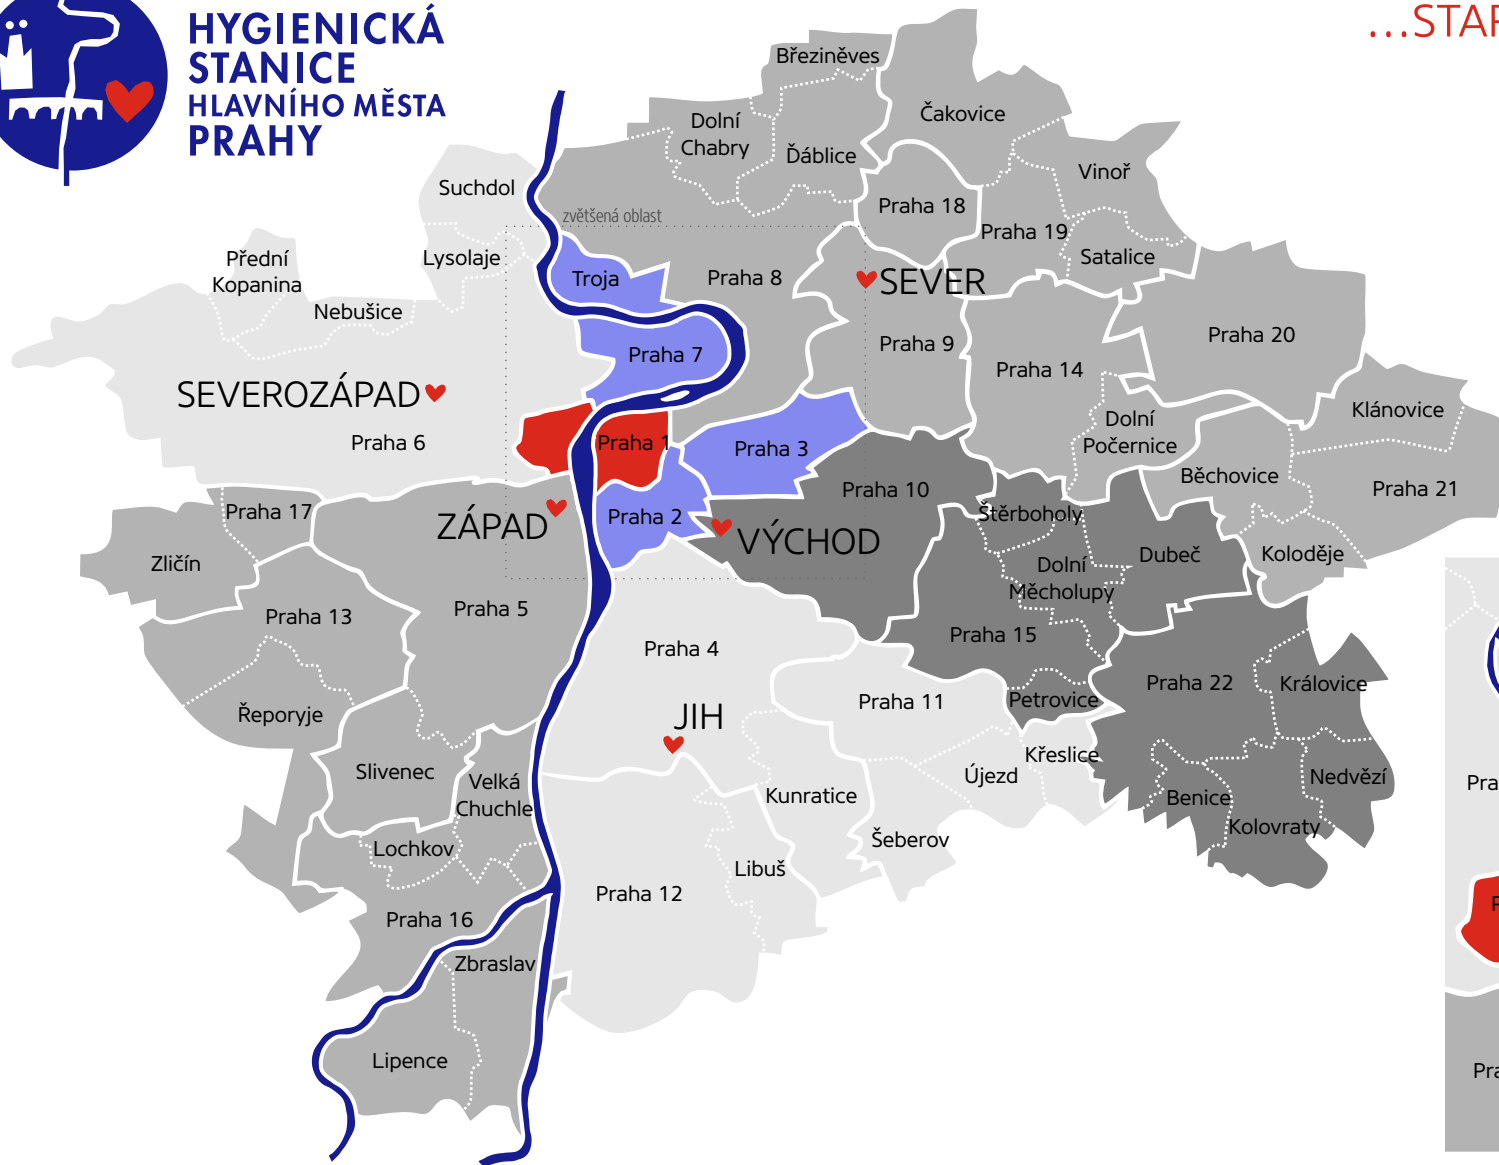 HYGIENICKÁ
STANICE
HLAVNÍHO MĚSTA
PRAHY
Březiněves
Čakovice
Dolní
Chabry
Ďáblice
Vinoř
Suchdol
Praha 18
zvětšená oblast
Praha 19
Satalice
Přední
Kopanina
Lysolaje
Troja
Praha 8
SEVER
Nebušice
Praha 7
Praha 9
Praha 20
Praha 14
SEVEROZÁPAD
Klánovice
Dolní
Počernice
Praha 6
Praha 1
Praha 3
Běchovice
Praha 21
Praha 10
Praha 17
Praha 2
Štěrboholy
ZÁPAD
VÝCHOD
Zličín
Dubeč
Koloděje
Dolní
Měcholupy
Praha 5
Praha 13
Praha 15
Praha 4
Praha 22
Královice
Praha 11
Petrovice
Řeporyje
JIH
Křeslice
Slivenec
Velká
Chuchle
Újezd
Nedvězí
Kunratice
Benice
Kolovraty
Lochkov
Šeberov
Libuš
Praha 12
Praha 16
Zbraslav
Lipence